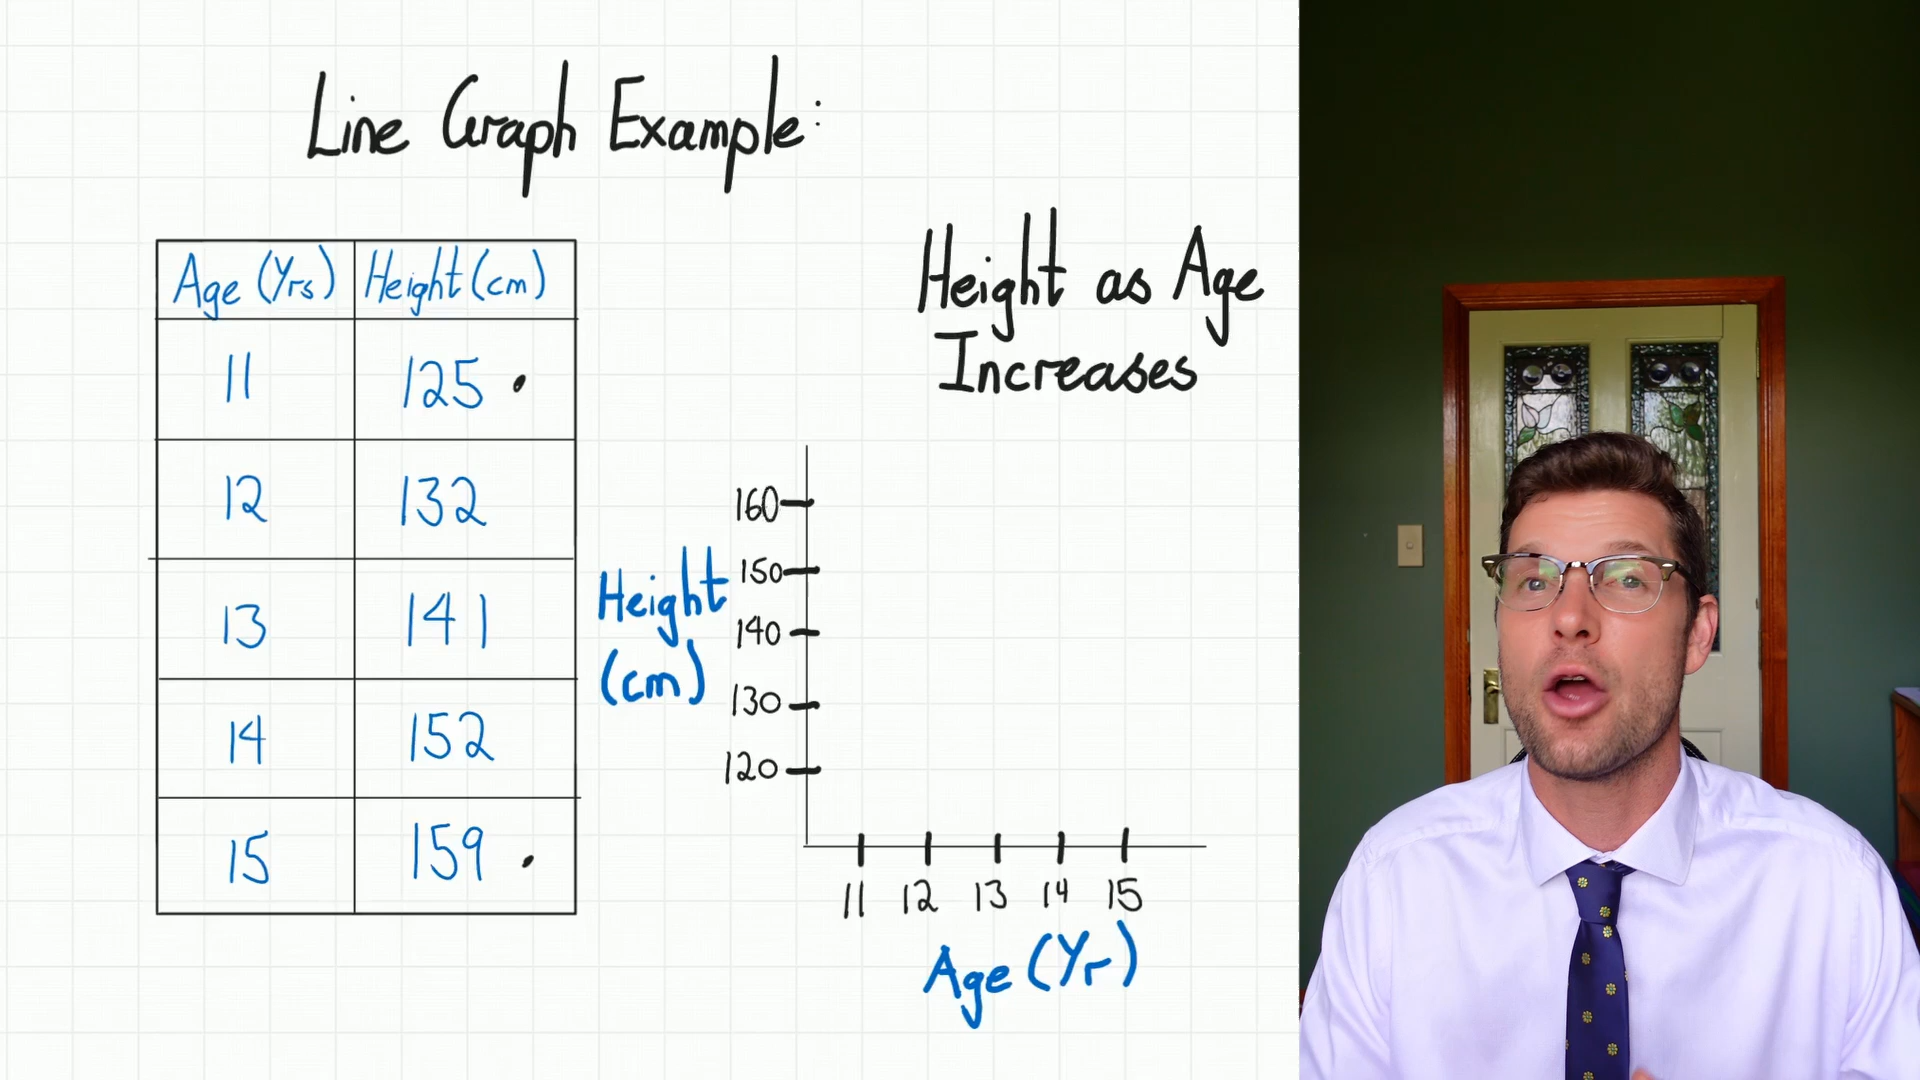 Line Graph Example:
Age (Yrs) Height (cm)
11 125
12 132
13 141
14 152
15 159
Height as Age
Increases
Height
(cm)
160
150
140
130
120
11 12 13 14 15
Age (Yr)